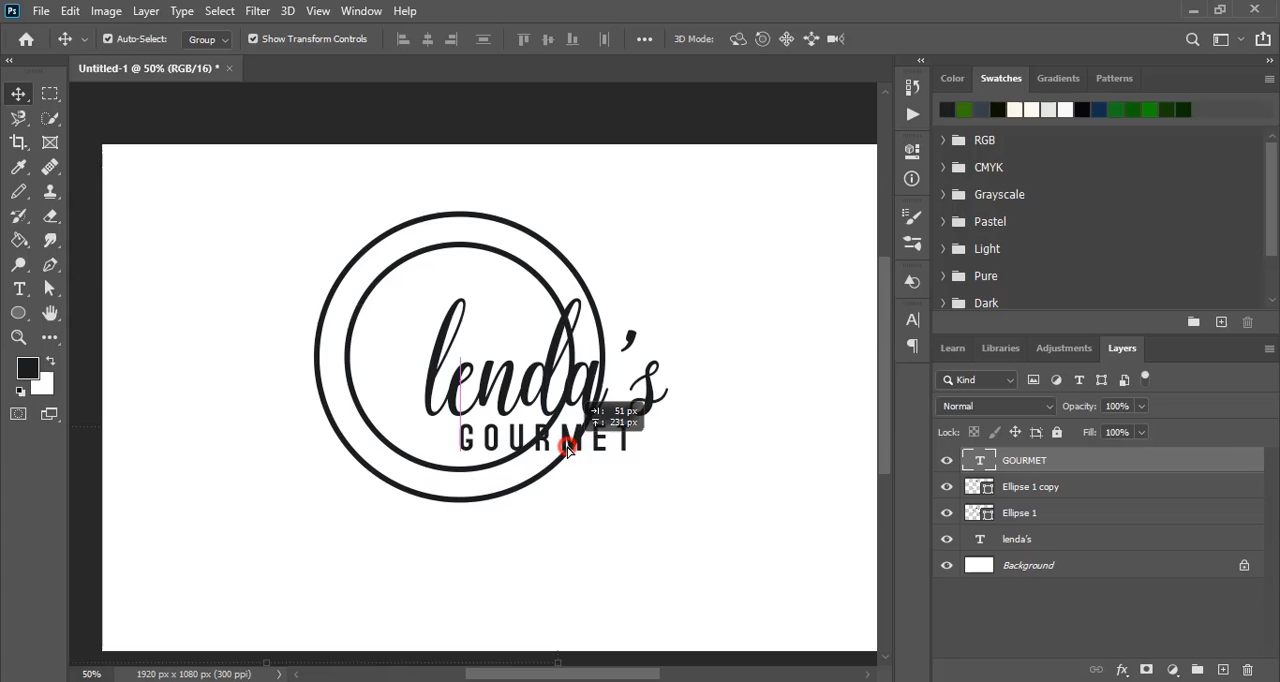 Ps File Edit Image Layer Type Select Filter 3D View Window Help
Auto-Select: Group Show Transform Controls 3D Mode:
Untitled-1 @ 50% (RGB/16) * ×
Color Swatches Gradients Patterns
RGB
CMYK
Grayscale
Pastel
Light
Pure
Dark
lenda's
GOURMET
51 px
231 px
Learn Libraries Adjustments Layers
Kind
Normal Opacity: 100%
Lock: Fill: 100%
T GOURMET
Ellipse 1 copy
Ellipse 1
T lenda's
Background
50% 1920 px x 1080 px (300 ppi)